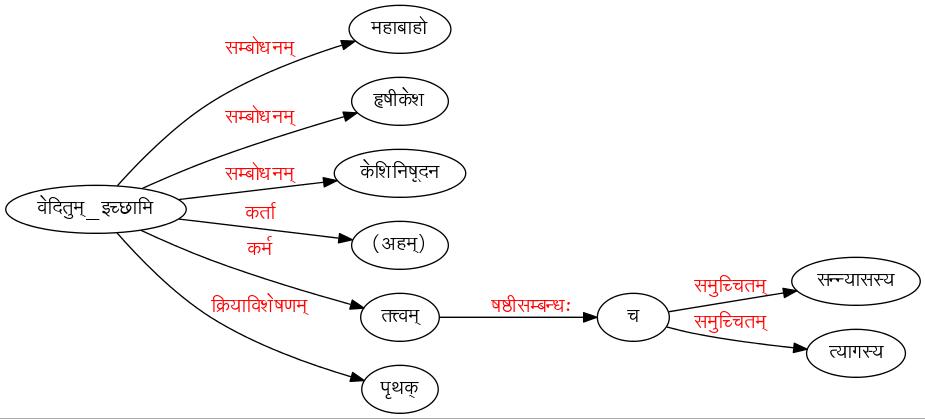 महाबाहो
सम्बोधनम्
हृषीकेश
सम्बोधनम्
केशिनिषूदन
सम्बोधनम्
वेदितुम्_इच्छामि
कर्ता
(अहम्)
कर्म
सन्न्यासस्य
समुच्चितम्
क्रियाविशेषणम्
तत्त्वम्
षष्ठीसम्बन्धः
च
समुच्चितम्
त्यागस्य
पृथक्